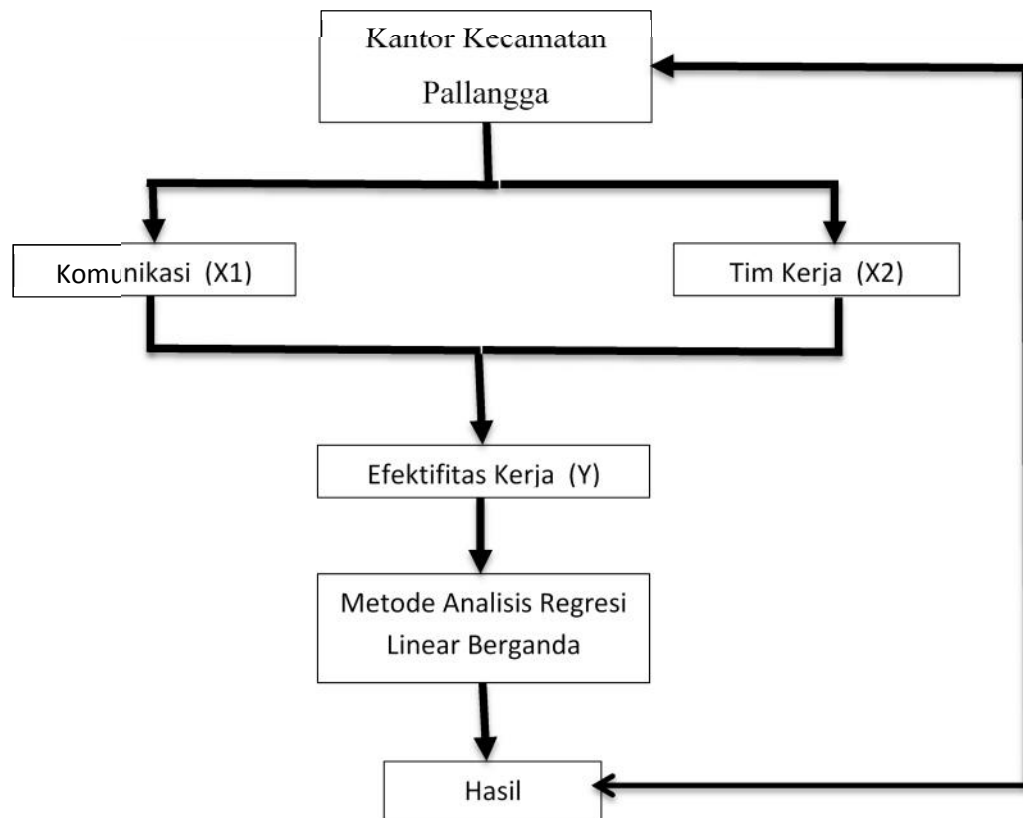 Kantor Kecamatan
Pallangga
Komunikasi (X1)
Tim Kerja (X2)
Efektifitas Kerja (Y)
Metode Analisis Regresi
Linear Berganda
Hasil